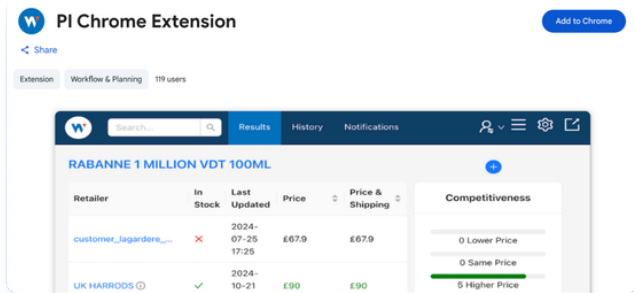 PI Chrome Extension
Add to Chrome
Share
Extension
Workflow & Planning
119 users
Search...
Results
History
Notifications
RABANNE 1 MILLION VDT 100ML
Retailer
In Stock
Last Updated
Price
Price & Shipping
Competitiveness
customer_lagardere_...
2024-07-25 17:25
£67.9
£67.9
0 Lower Price
0 Same Price
5 Higher Price
UK HARRODS
2024-10-21
£90
£90